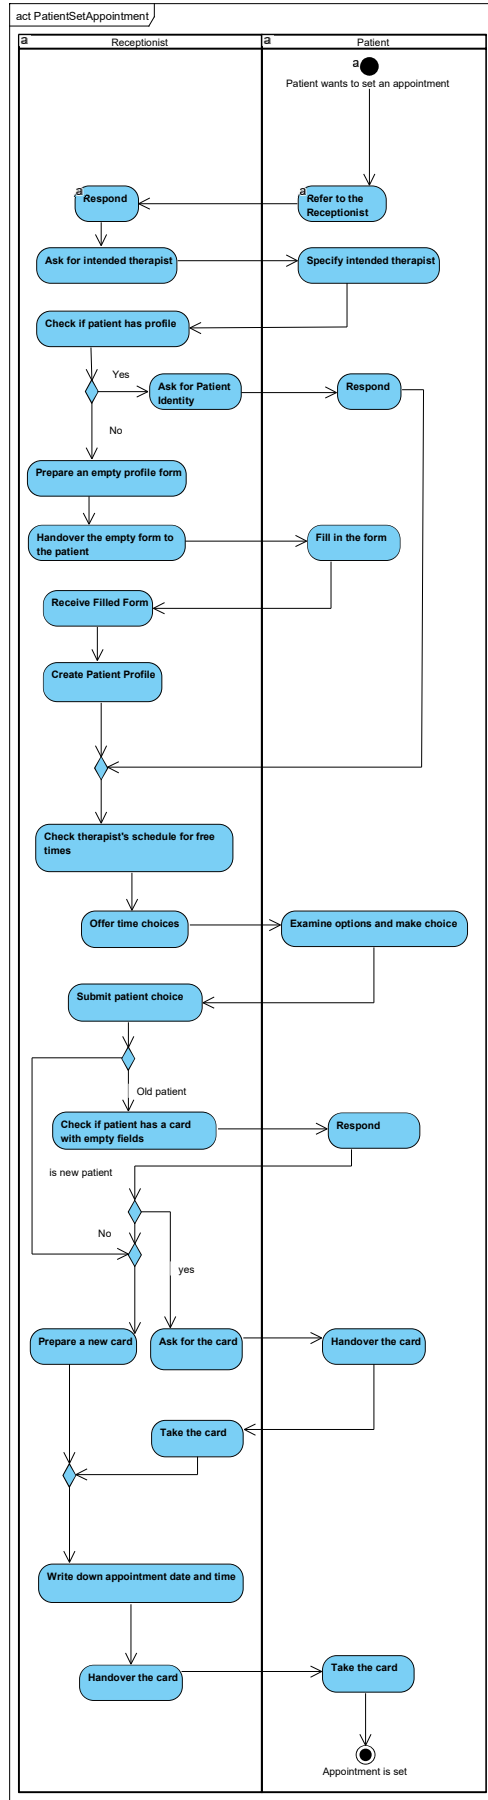 act PatientSetAppointment
a
Receptionist
a
Patient
a
Patient wants to set an appointment
a
Respond
a
Refer to the
Receptionist
Ask for intended therapist
Specify intended therapist
Check if patient has profile
Yes
Ask for Patient
Identity
Respond
No
Prepare an empty profile form
Handover the empty form to
the patient
Fill in the form
Receive Filled Form
Create Patient Profile
Check therapist's schedule for free
times
Offer time choices
Examine options and make choice
Submit patient choice
Old patient
Check if patient has a card
with empty fields
Respond
is new patient
No
yes
Prepare a new card
Ask for the card
Handover the card
Take the card
Write down appointment date and time
Handover the card
Take the card
Appointment is set